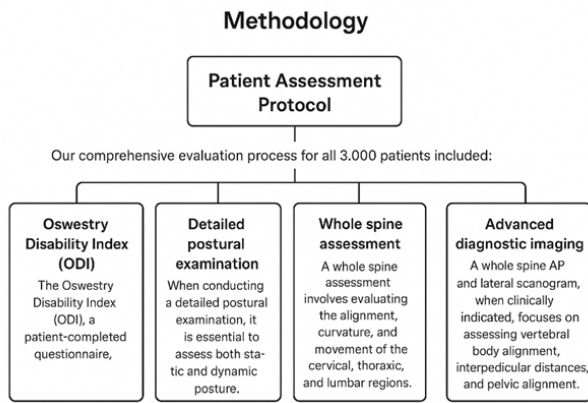 Methodology
Patient Assessment
Protocol
Our comprehensive evaluation process for all 3.000 patients included:
Oswestry
Disability Index
(ODI)
The Oswestry
Disability Index
(ODI), a
patient-completed
questionnaire,
Detailed
postural
examination
When conducting
a detailed postural
examination, it
is essential to
assess both sta-
tic and dynamic
posture.
Whole spine
assessment
A whole spine
assessment
involves evaluating
the alignment,
curvature, and
movement of the
cervical, thoracic,
and lumbar regions.
Advanced
diagnostic imaging
A whole spine AP
and lateral scanogram,
when clinically
indicated, focuses on
assessing vertebral
body alignment,
interpedicular distances,
and pelvic alignment.